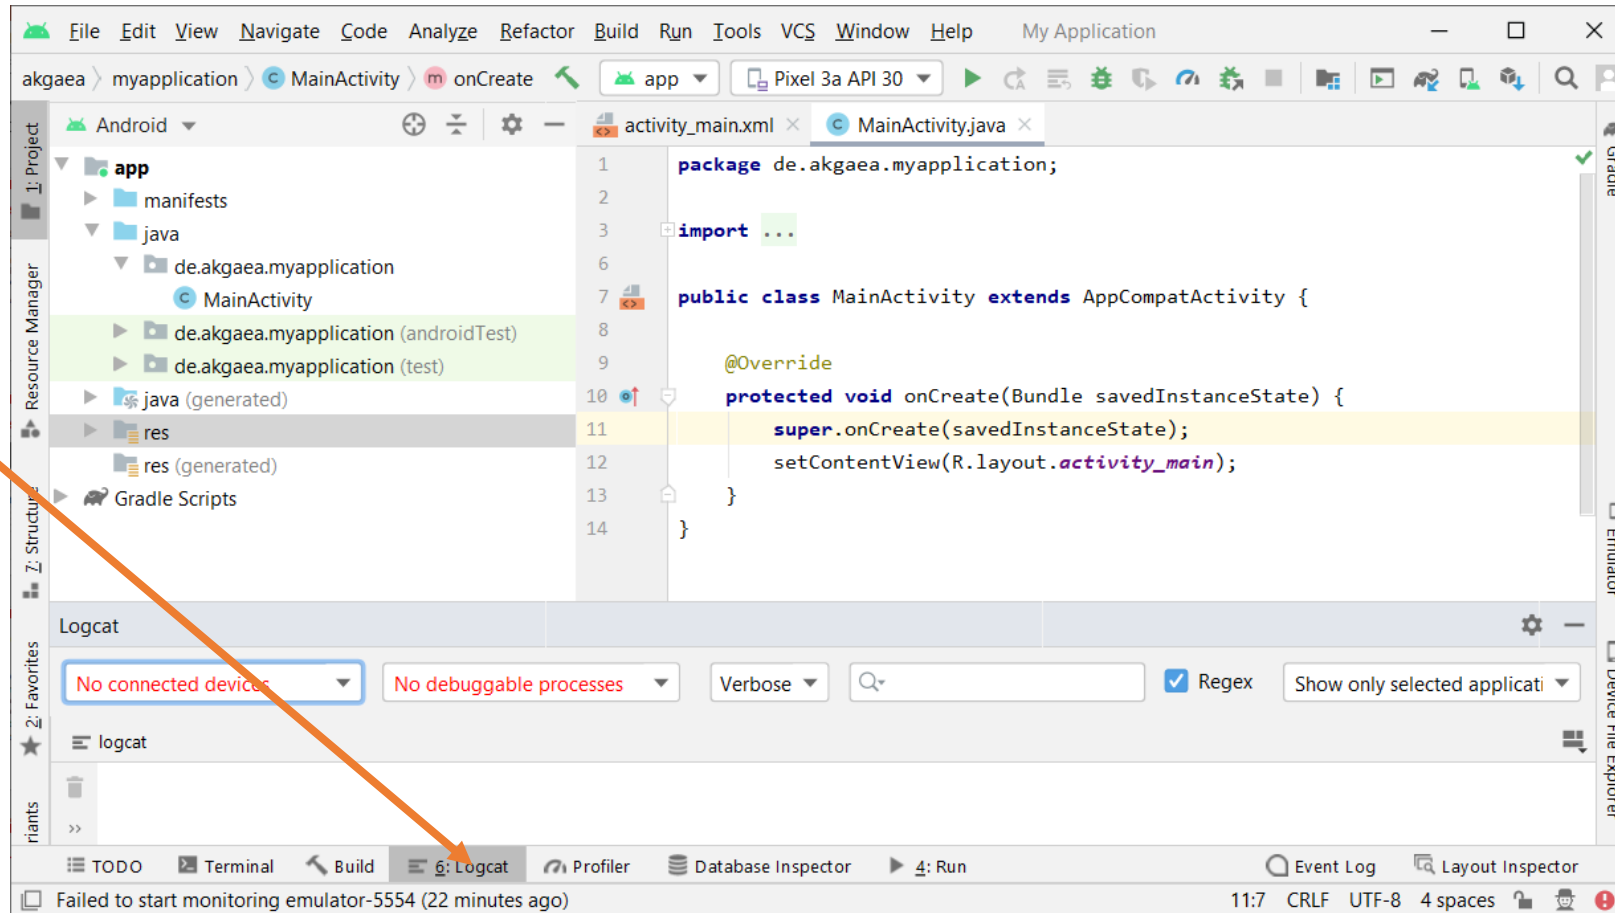 File Edit View Navigate Code Analyze Refactor Build Run Tools VCS Window Help My Application
akgaea myapplication C MainActivity m onCreate app Pixel 3a API 30
1: Project
Resource Manager
7: Structure
2: Favorites
riants
Android
app
manifests
java
de.akgaea.myapplication
C MainActivity
de.akgaea.myapplication (androidTest)
de.akgaea.myapplication (test)
java (generated)
res
res (generated)
Gradle Scripts
activity_main.xml C MainActivity.java
1 package de.akgaea.myapplication;
2
3 import ...
6
7 public class MainActivity extends AppCompatActivity {
8
9 @Override
10 protected void onCreate(Bundle savedInstanceState) {
11 super.onCreate(savedInstanceState);
12 setContentView(R.layout.activity_main);
13 }
14 }
Gradle
Emulator
Device File Explorer
Logcat
No connected devices No debuggable processes Verbose Regex Show only selected applicati
logcat
TODO Terminal Build 6: Logcat Profiler Database Inspector 4: Run Event Log Layout Inspector
Failed to start monitoring emulator-5554 (22 minutes ago) 11:7 CRLF UTF-8 4 spaces